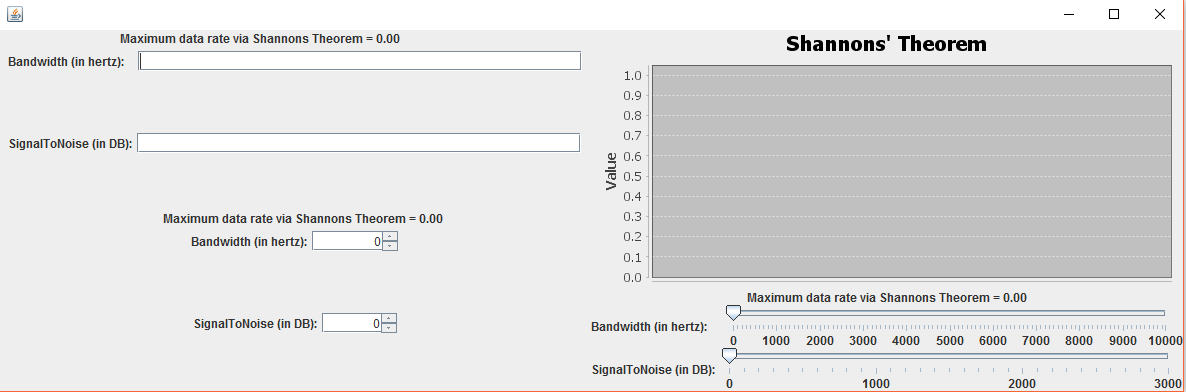 Maximum data rate via Shannons Theorem = 0.00
Bandwidth (in hertz):
SignalToNoise (in DB):
Maximum data rate via Shannons Theorem = 0.00
Bandwidth (in hertz): 0
SignalToNoise (in DB): 0
Shannons' Theorem
Value
1.0
0.9
0.8
0.7
0.6
0.5
0.4
0.3
0.2
0.1
0.0
Maximum data rate via Shannons Theorem = 0.00
Bandwidth (in hertz):
0 1000 2000 3000 4000 5000 6000 7000 8000 9000 10000
SignalToNoise (in DB):
0 1000 2000 3000